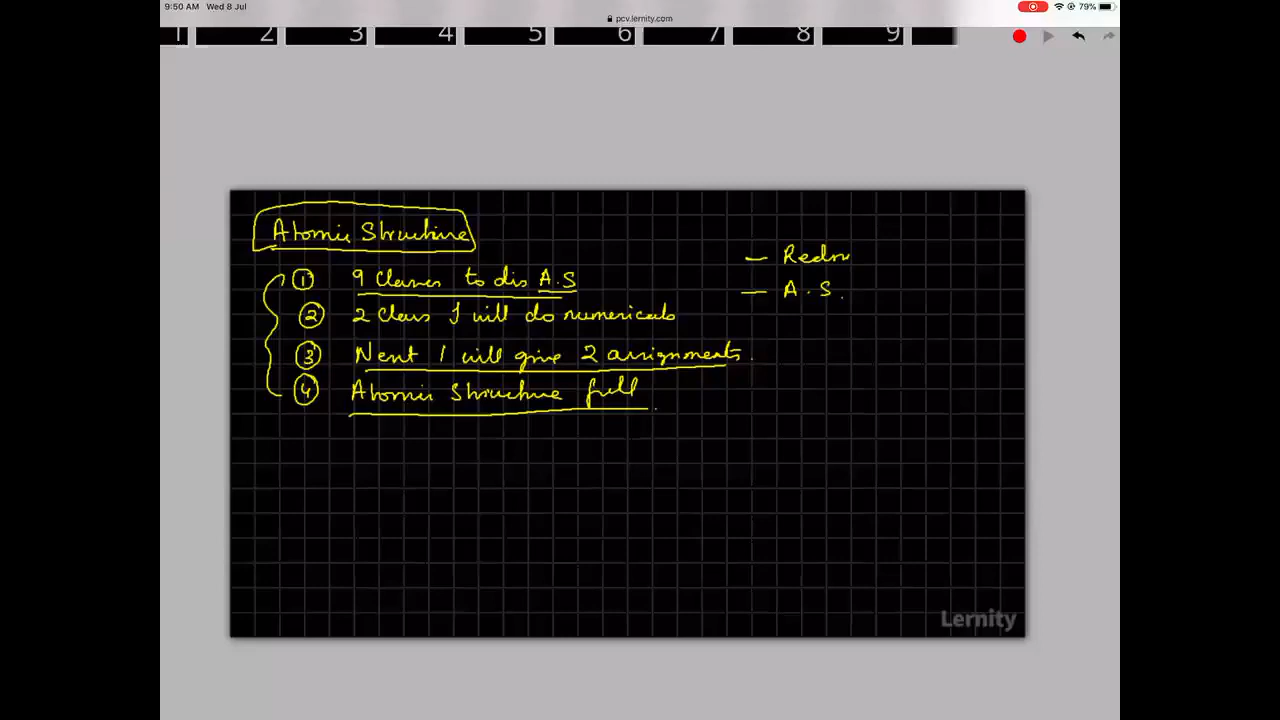 9:50 AM Wed 8 Jul
79%
pcv.lernity.com
1 2 3 4 5 6 7 8 9
Atomic Structure
① 9 Classes to dis A.S
② 2 Class I will do numericals
③ Next I will give 2 assignments.
④ Atomic Structure full.
— Redox
— A.S.
Lernity